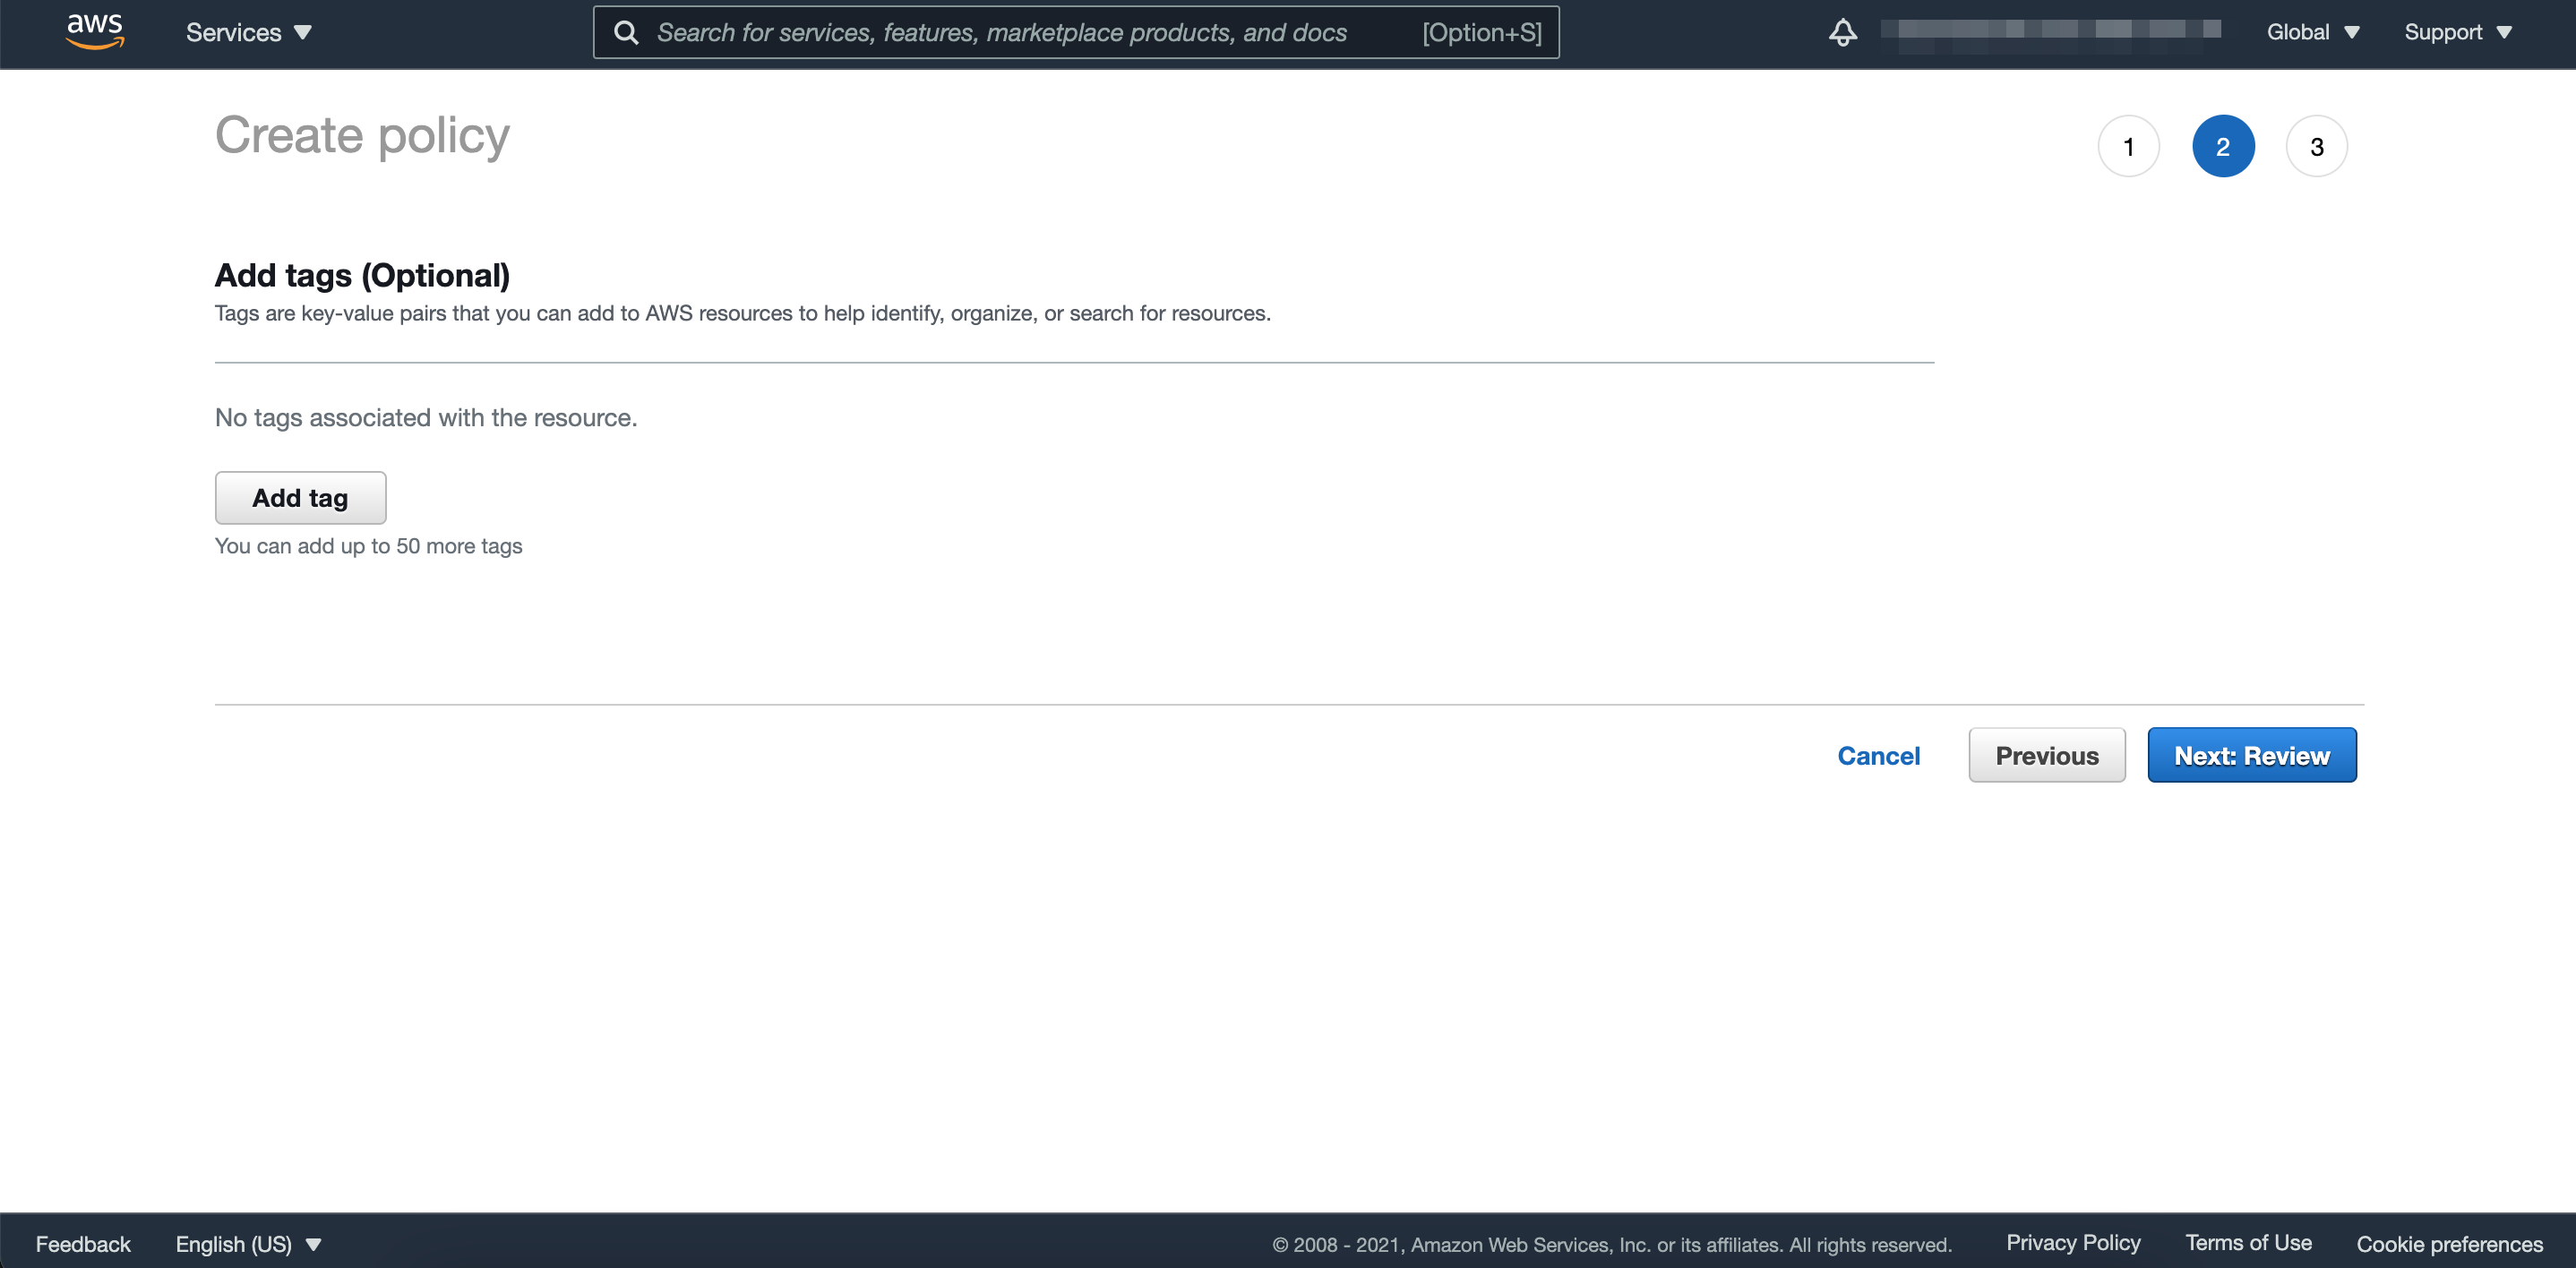 aws Services Search for services, features, marketplace products, and docs [Option+S] Global Support
Create policy 1 2 3
Add tags (Optional)
Tags are key-value pairs that you can add to AWS resources to help identify, organize, or search for resources.
No tags associated with the resource.
Add tag
You can add up to 50 more tags
Cancel Previous Next: Review
Feedback English (US) © 2008 - 2021, Amazon Web Services, Inc. or its affiliates. All rights reserved. Privacy Policy Terms of Use Cookie preferences